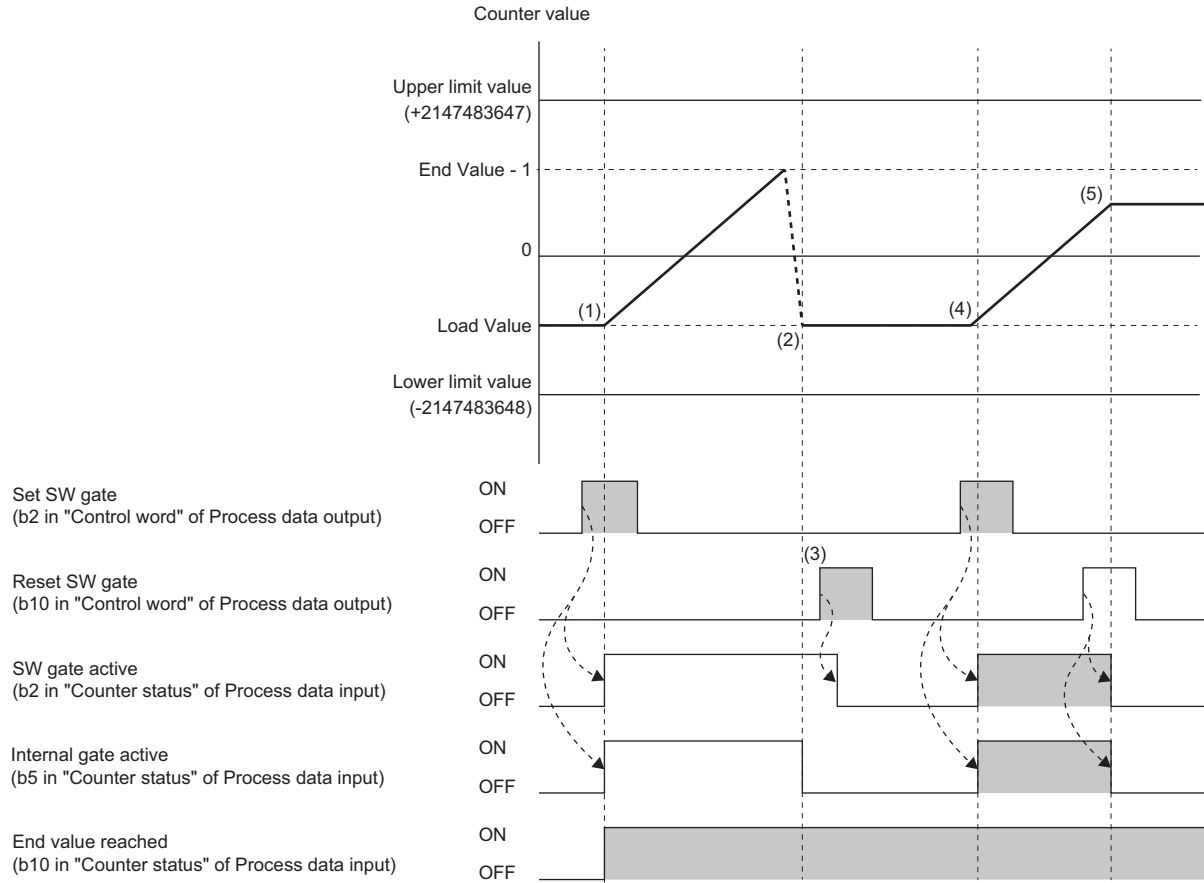 Counter value
Upper limit value
(+2147483647)
End Value - 1
(5)
0
(1)
(4)
Load Value
(2)
Lower limit value
(-2147483648)
Set SW gate
(b2 in "Control word" of Process data output)
ON
OFF
(3)
Reset SW gate
(b10 in "Control word" of Process data output)
ON
OFF
SW gate active
(b2 in "Counter status" of Process data input)
ON
OFF
Internal gate active
(b5 in "Counter status" of Process data input)
ON
OFF
End value reached
(b10 in "Counter status" of Process data input)
ON
OFF